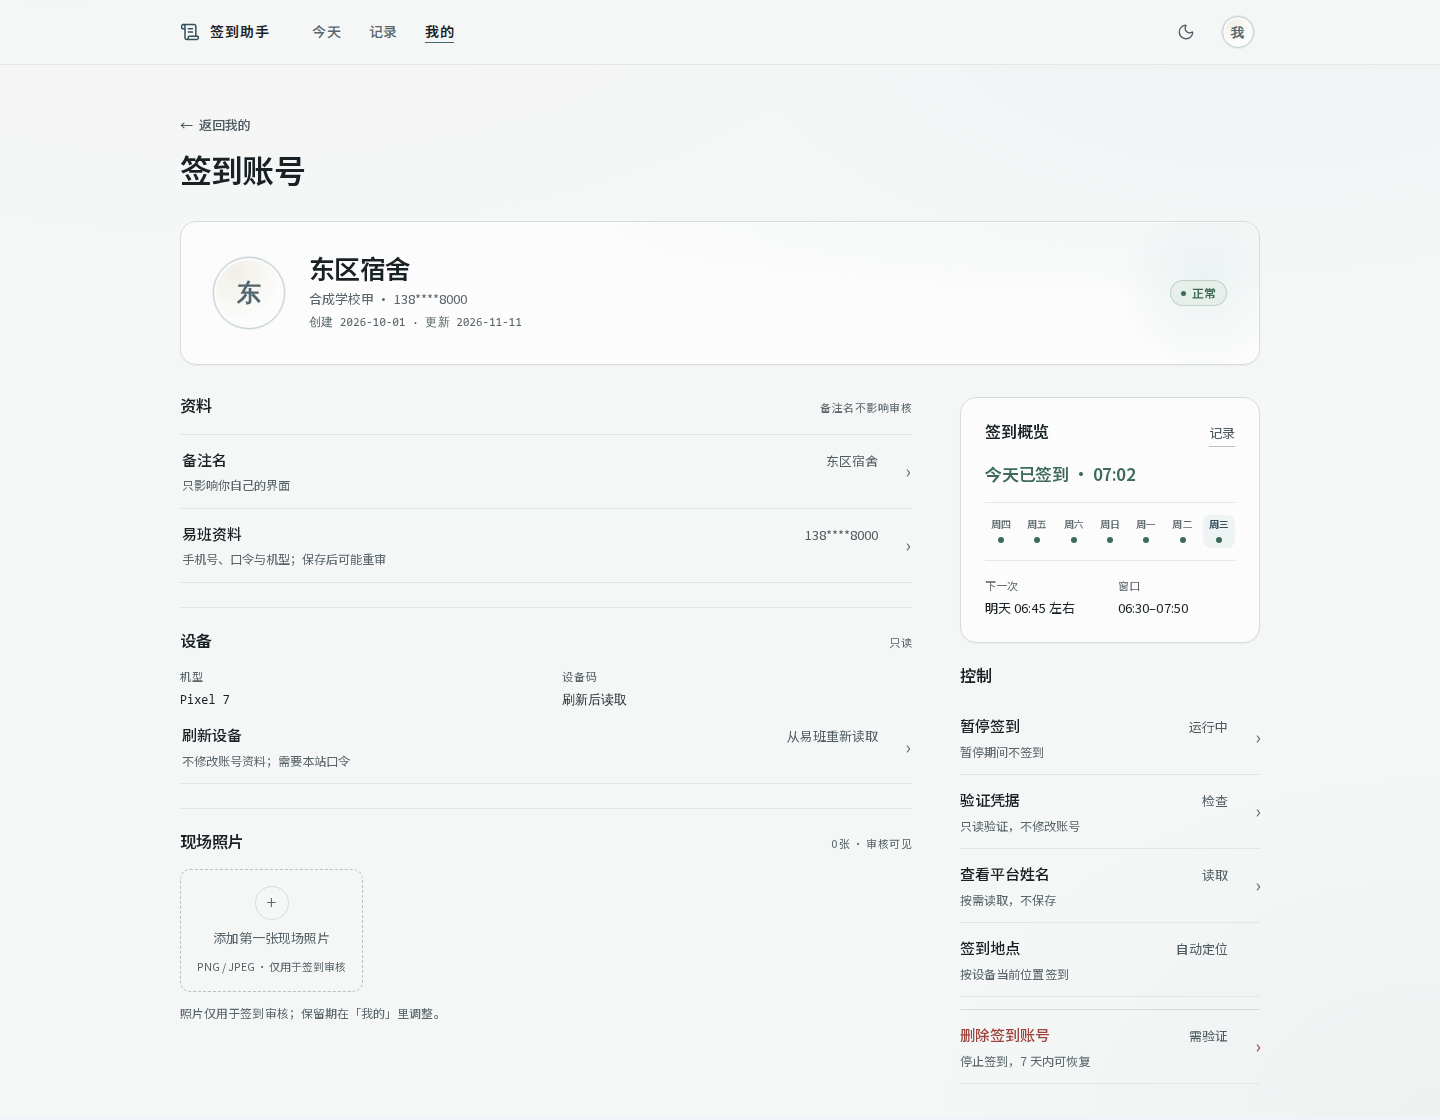 签到助手 今天 记录 我的 我
← 返回我的
签到账号
东
东区宿舍
合成学校甲 · 138****8000
创建 2026-10-01 · 更新 2026-11-11
正常
资料 备注名不影响审核
备注名 东区宿舍
只影响你自己的界面
易班资料 138****8000
手机号、口令与机型；保存后可能重审
设备 只读
机型 设备码
Pixel 7 刷新后读取
刷新设备 从易班重新读取
不修改账号资料；需要本站口令
现场照片 0张 · 审核可见
+
添加第一张现场照片
PNG / JPEG · 仅用于签到审核
照片仅用于签到审核；保留期在「我的」里调整。
签到概览 记录
今天已签到 · 07:02
周四 周五 周六 周日 周一 周二 周三
下一次 窗口
明天 06:45 左右 06:30–07:50
控制
暂停签到 运行中
暂停期间不签到
验证凭据 检查
只读验证，不修改账号
查看平台姓名 读取
按需读取，不保存
签到地点 自动定位
按设备当前位置签到
删除签到账号 需验证
停止签到，7 天内可恢复